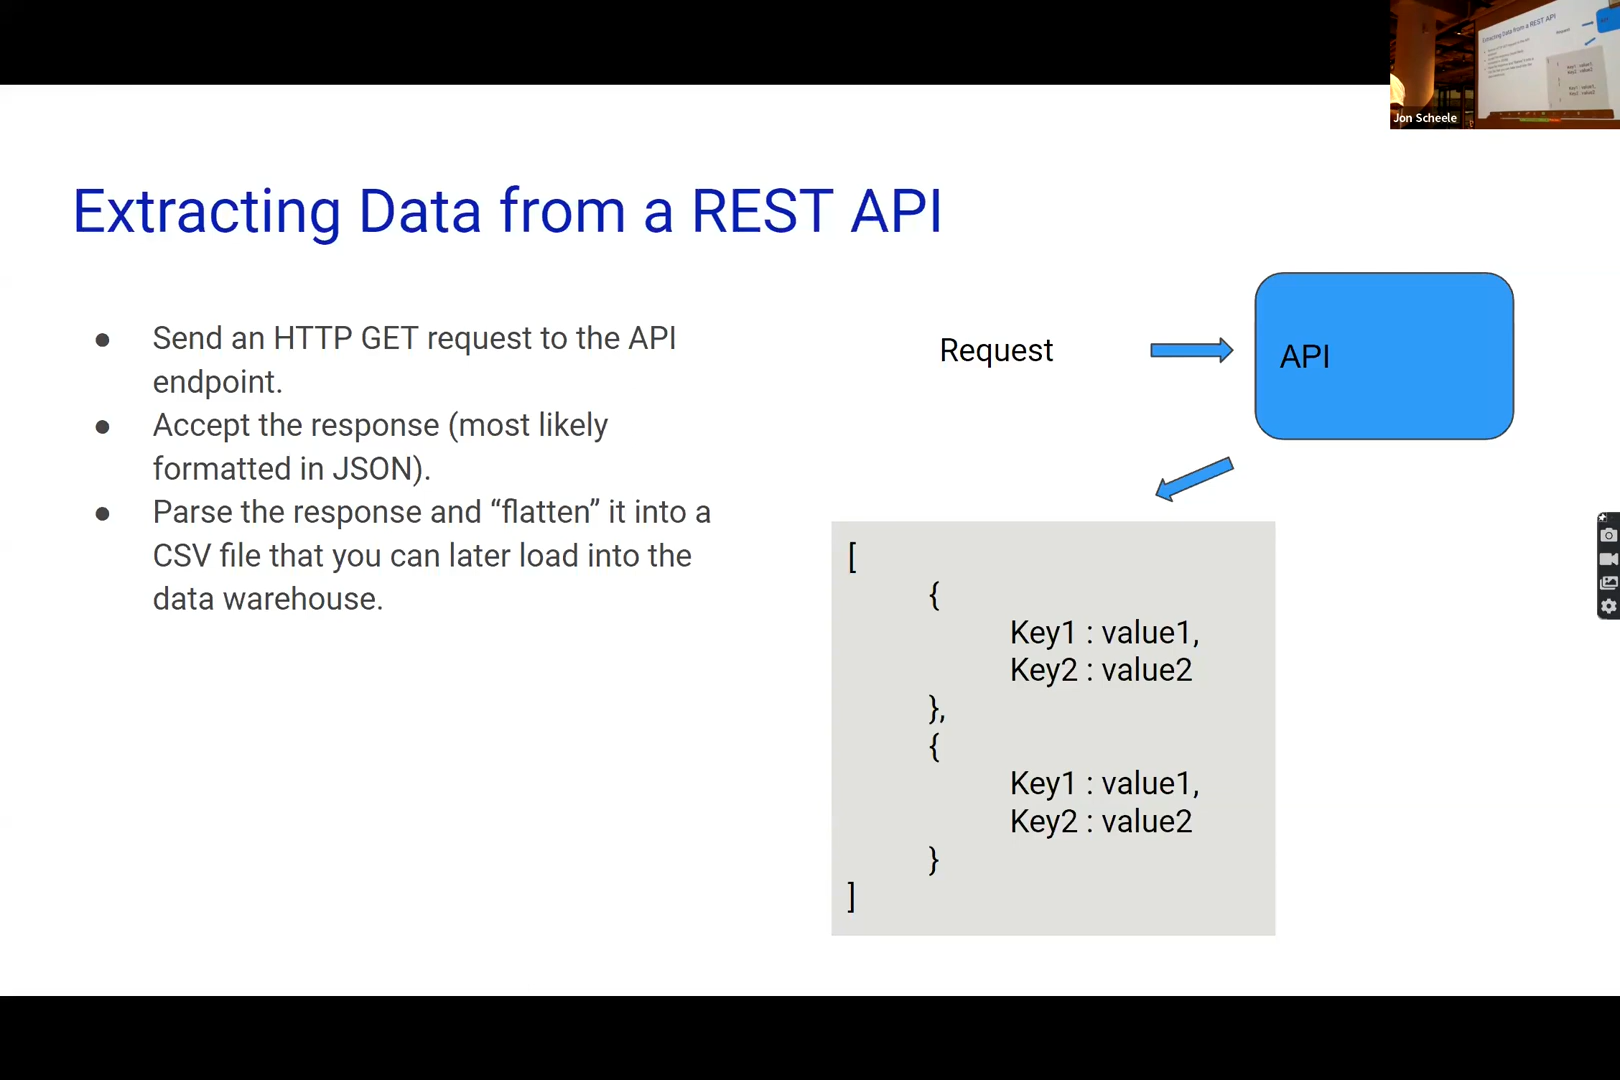 Jon Scheele
Extracting Data from a REST API
● Send an HTTP GET request to the API
endpoint.
● Accept the response (most likely
formatted in JSON).
● Parse the response and “flatten” it into a
CSV file that you can later load into the
data warehouse.
Request
API
[
{
Key1 : value1,
Key2 : value2
},
{
Key1 : value1,
Key2 : value2
}
]